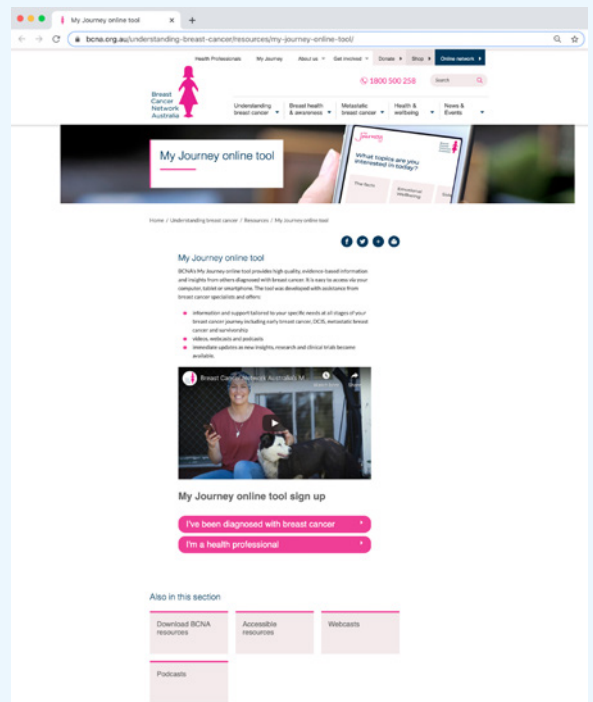 My Journey online tool
bcna.org.au/understanding-breast-cancer/resources/my-journey-online-tool/
Health Professionals My Journey About us Get involved Donate Shop Online network
1800 500 258 Search
Breast
Cancer
Network
Australia
Understanding
breast cancer
Breast health
& awareness
Metastatic
breast cancer
Health &
wellbeing
News &
Events
My Journey online tool
journey
What topics are you
interested in today?
The facts
Emotional
wellbeing
Home / Understanding breast cancer / Resources / My Journey online tool
My Journey online tool
BCNA's My Journey online tool provides high quality, evidence-based information
and insights from others diagnosed with breast cancer. It is easy to access via your
computer, tablet or smartphone. The tool was developed with assistance from
breast cancer specialists and offers:
information and support tailored to your specific needs at all stages of your
breast cancer journey including early breast cancer, DCIS, metastatic breast
cancer and survivorship
videos, webcasts and podcasts
immediate updates as new insights, research and clinical trials become
available.
Breast Cancer Network Australia's M...
Watch later Share
My Journey online tool sign up
I've been diagnosed with breast cancer
I'm a health professional
Also in this section
Download BCNA
resources
Accessible
resources
Webcasts
Podcasts